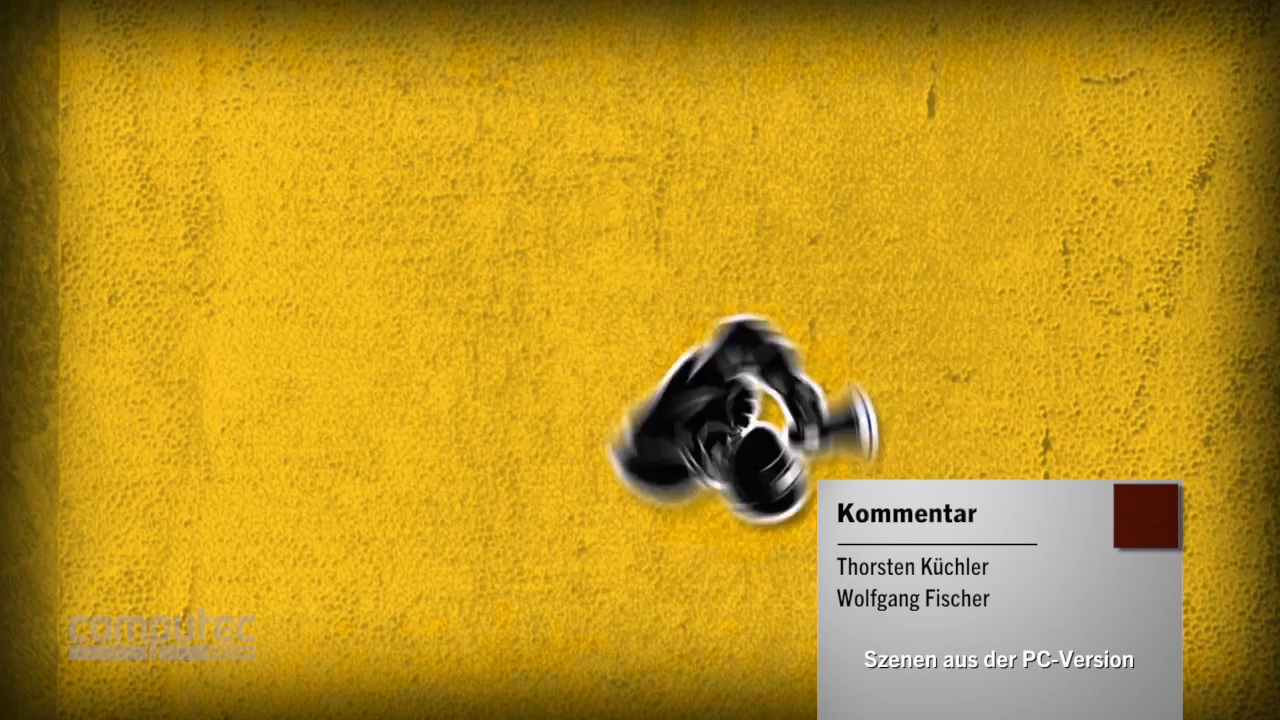 Kommentar
Thorsten Küchler
Wolfgang Fischer
Szenen aus der PC-Version
computec